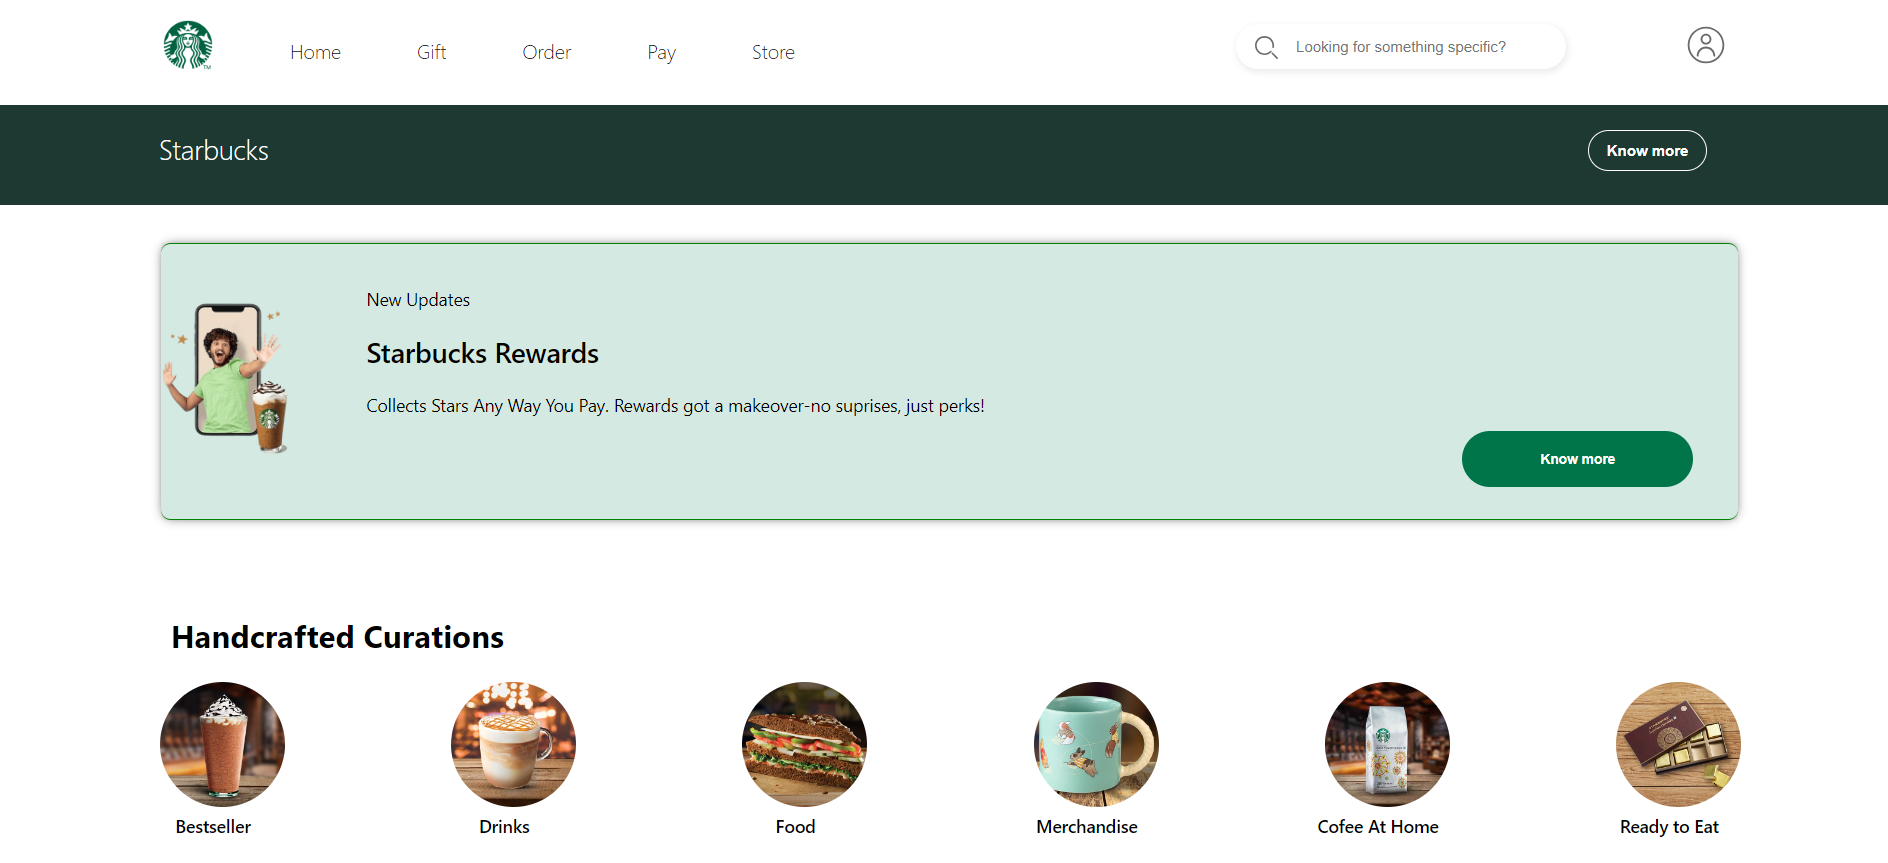 Home Gift Order Pay Store Looking for something specific?
Starbucks Know more
New Updates
Starbucks Rewards
Collects Stars Any Way You Pay. Rewards got a makeover-no suprises, just perks!
Know more
Handcrafted Curations
Bestseller Drinks Food Merchandise Cofee At Home Ready to Eat